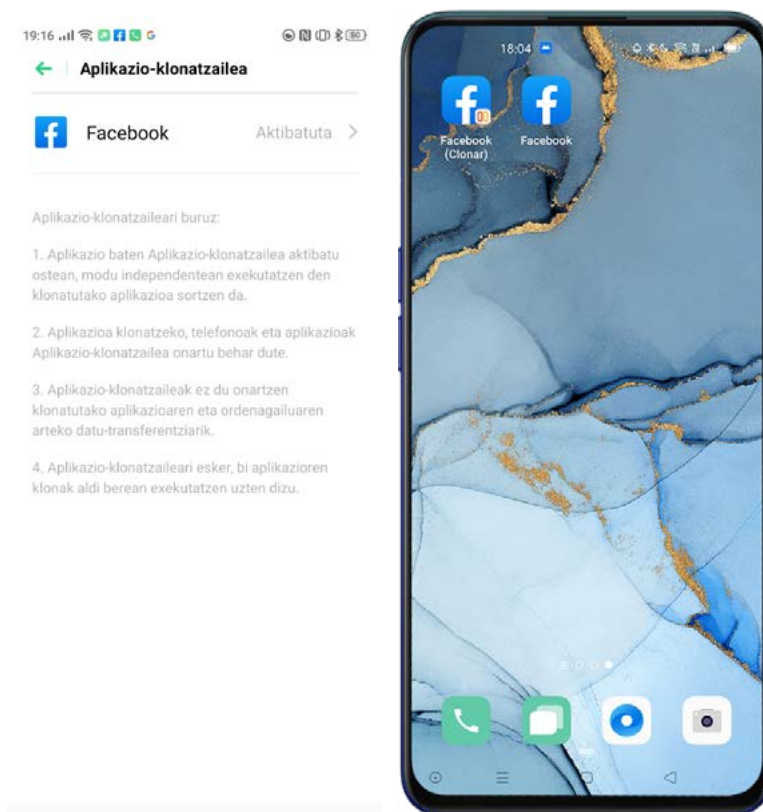 19:16
Aplikazio-klonatzailea
Facebook Aktibatuta
Aplikazio-klonatzaileari buruz:
1. Aplikazio baten Aplikazio-klonatzailea aktibatu
ostean, modu independentean exekutatzen den
klonatutako aplikazioa sortzen da.
2. Aplikazioa klonatzeko, telefonoak eta aplikazioak
Aplikazio-klonatzailea onartu behar dute.
3. Aplikazio-klonatzaileak ez du onartzen
klonatutako aplikazioaren eta ordenagailuaren
arteko datu-transferentziarik.
4. Aplikazio-klonatzaileari esker, bi aplikazioren
klonak aldi berean exekutatzen uzten dizu.
18:04
Facebook
(Clonar)
Facebook